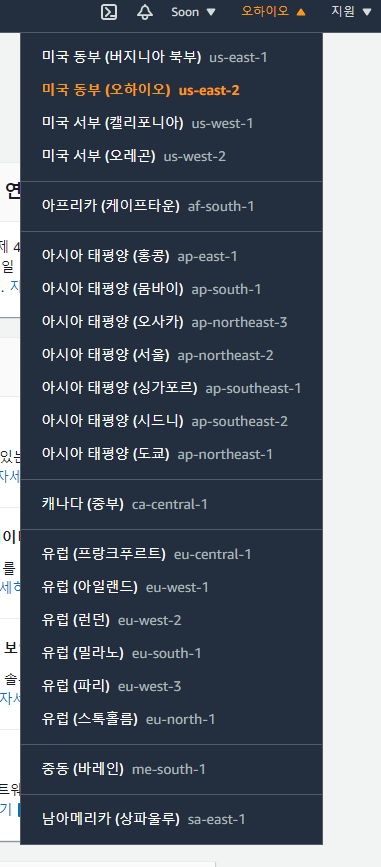 Soon ▼ 오하이오 ▲ 지원 ▼
미국 동부 (버지니아 북부) us-east-1
미국 동부 (오하이오) us-east-2
미국 서부 (캘리포니아) us-west-1
미국 서부 (오레곤) us-west-2
아프리카 (케이프타운) af-south-1
아시아 태평양 (홍콩) ap-east-1
아시아 태평양 (뭄바이) ap-south-1
아시아 태평양 (오사카) ap-northeast-3
아시아 태평양 (서울) ap-northeast-2
아시아 태평양 (싱가포르) ap-southeast-1
아시아 태평양 (시드니) ap-southeast-2
아시아 태평양 (도쿄) ap-northeast-1
캐나다 (중부) ca-central-1
유럽 (프랑크푸르트) eu-central-1
유럽 (아일랜드) eu-west-1
유럽 (런던) eu-west-2
유럽 (밀라노) eu-south-1
유럽 (파리) eu-west-3
유럽 (스톡홀름) eu-north-1
중동 (바레인) me-south-1
남아메리카 (상파울루) sa-east-1